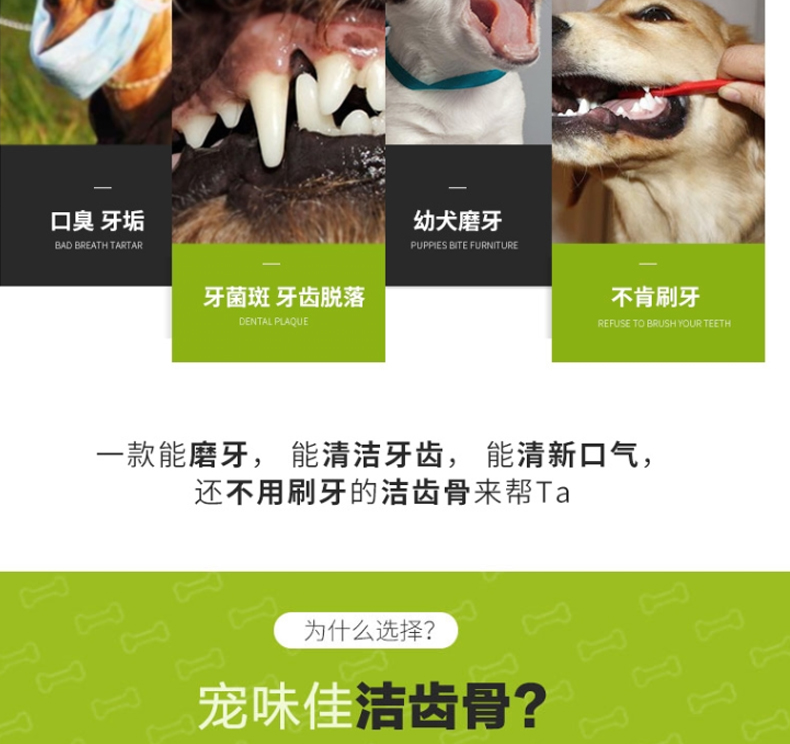 口臭 牙垢
BAD BREATH TARTAR
牙菌斑 牙齿脱落
DENTAL PLAQUE
幼犬磨牙
PUPPIES BITE FURNITURE
不肯刷牙
REFUSE TO BRUSH YOUR TEETH
一款能磨牙， 能清洁牙齿， 能清新口气，
还不用刷牙的洁齿骨来帮Ta
为什么选择?
宠味佳洁齿骨?